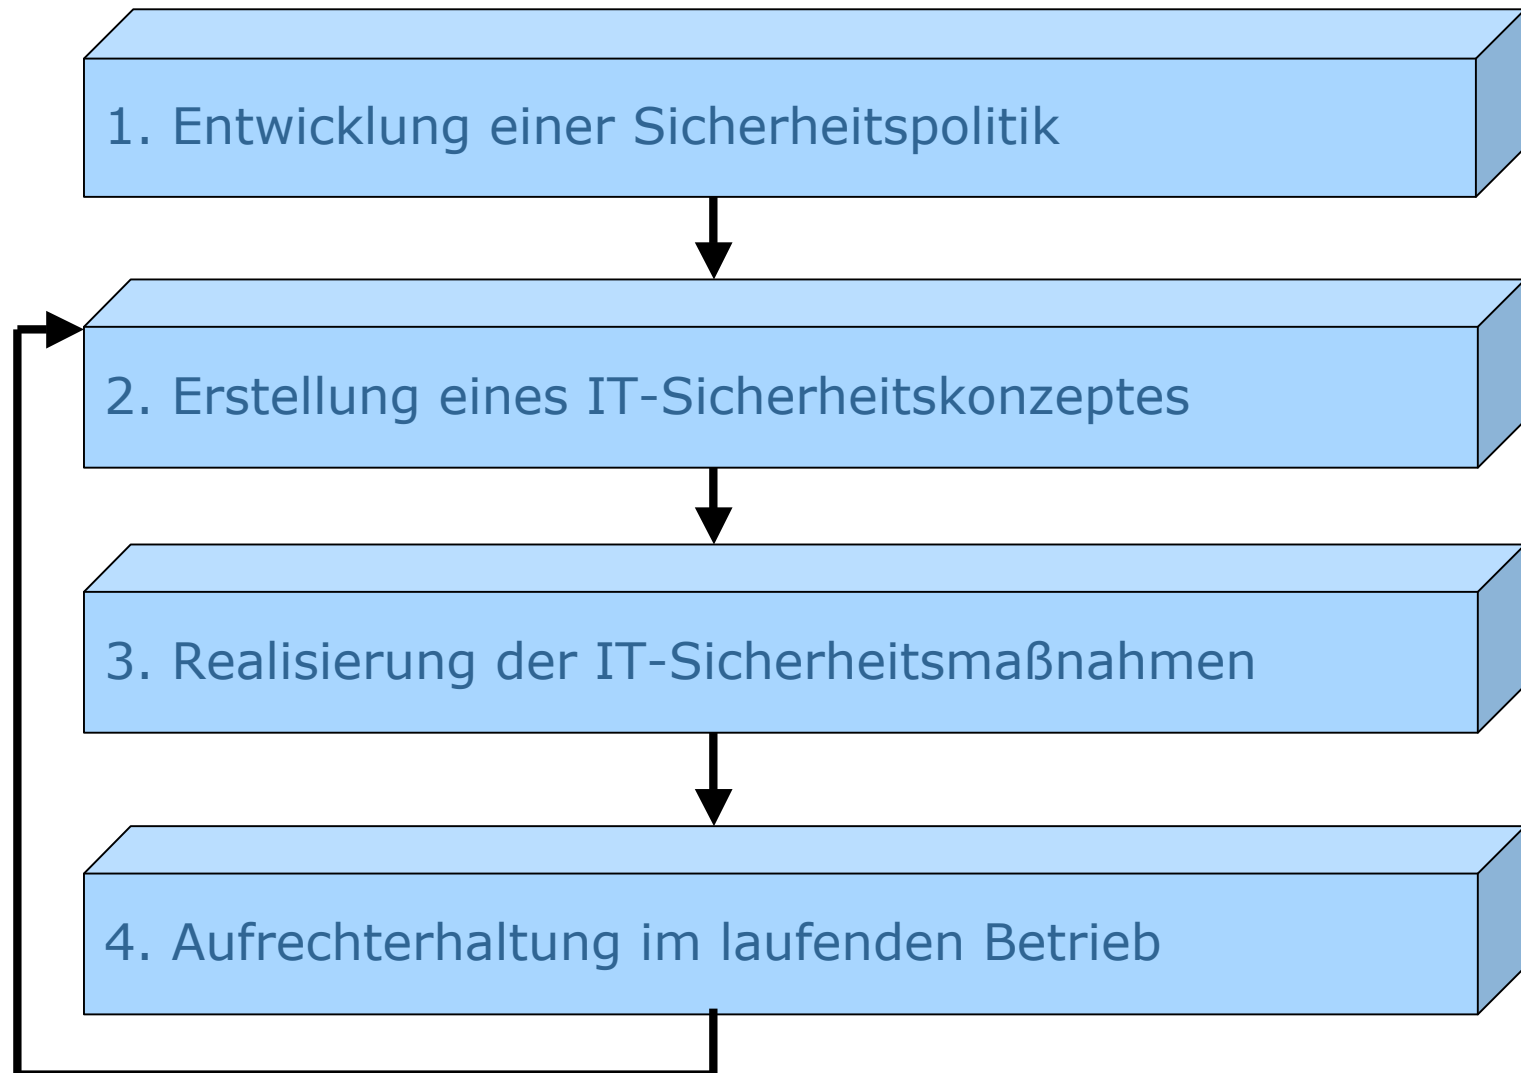 1. Entwicklung einer Sicherheitspolitik
2. Erstellung eines IT-Sicherheitskonzeptes
3. Realisierung der IT-Sicherheitsmaßnahmen
4. Aufrechterhaltung im laufenden Betrieb